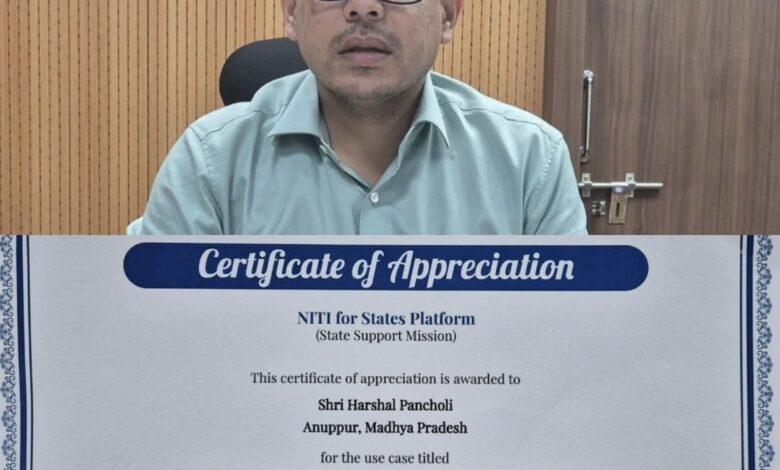 Certificate of Appreciation
NITI for States Platform
(State Support Mission)
This certificate of appreciation is awarded to
Shri Harshal Pancholi
Anuppur, Madhya Pradesh
for the use case titled